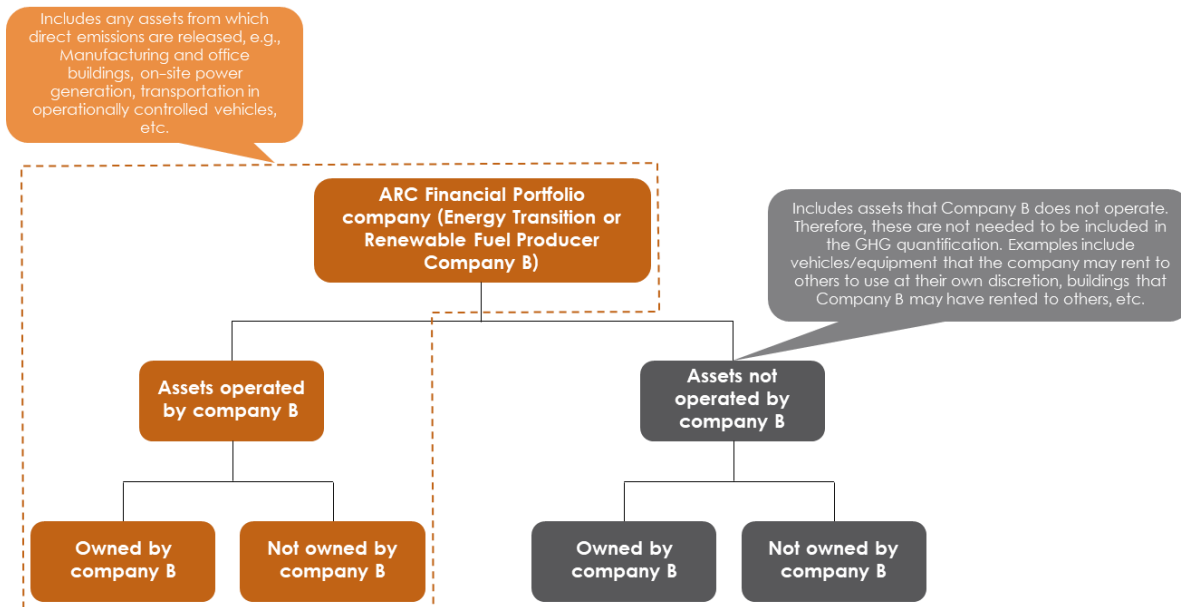 Includes any assets from which
direct emissions are released, e.g.,
Manufacturing and office
buildings, on-site power
generation, transportation in
operationally controlled vehicles,
etc.
ARC Financial Portfolio
company (Energy Transition or
Renewable Fuel Producer
Company B)
Includes assets that Company B does not operate.
Therefore, these are not needed to be included in
the GHG quantification. Examples include
vehicles/equipment that the company may rent to
others to use at their own discretion, buildings that
Company B may have rented to others, etc.
Assets operated
by company B
Assets not
operated by
company B
Owned by
company B
Not owned by
company B
Owned by
company B
Not owned by
company B